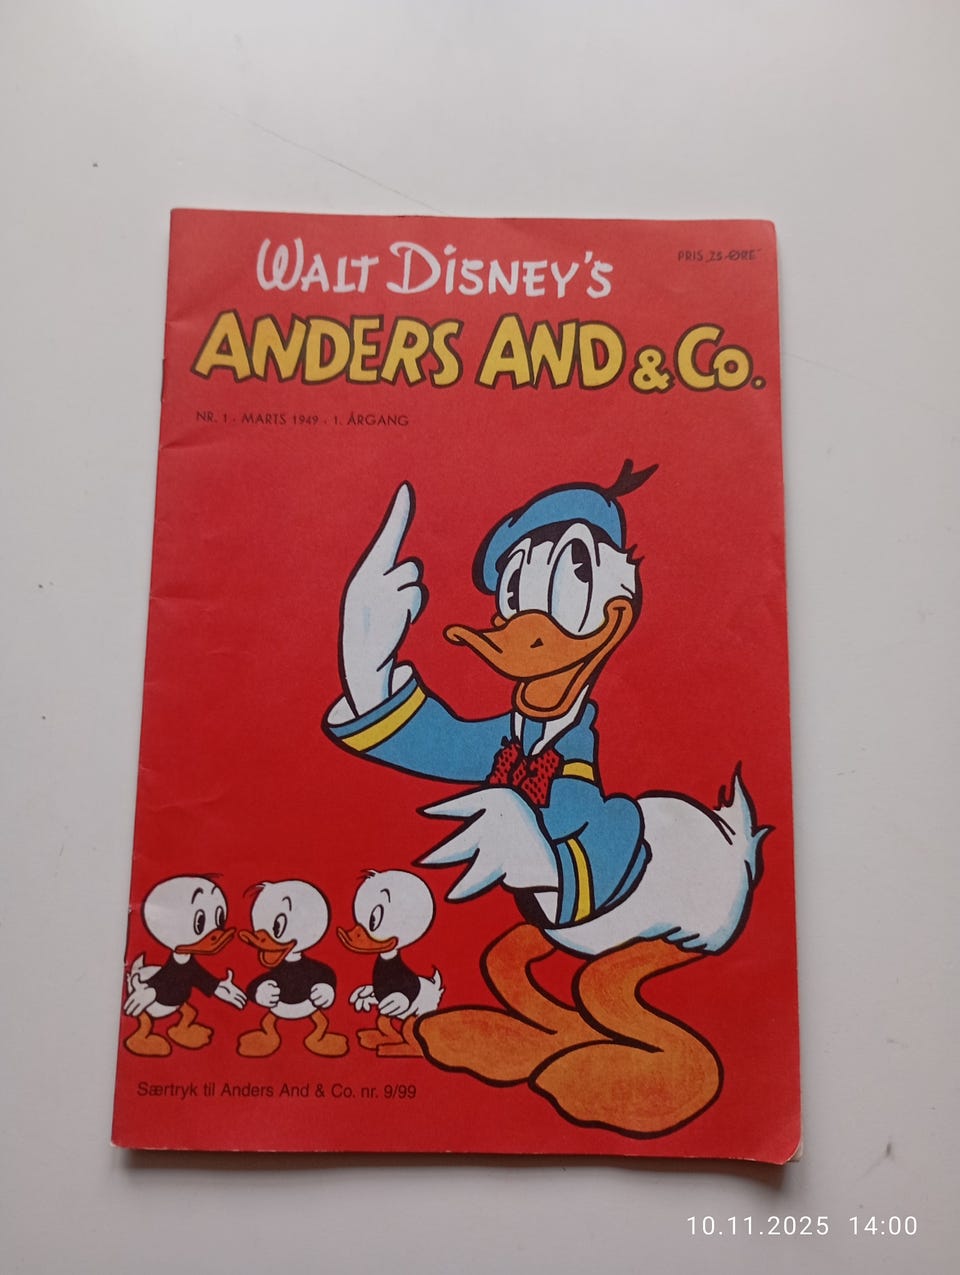 WALT DISNEY'S
PRIS 25 ØRE
ANDERS AND & CO.
NR. 1 · MARTS 1949 · 1. ÅRGANG
Særtryk til Anders And & Co. nr. 9/99
10.11.2025 14:00